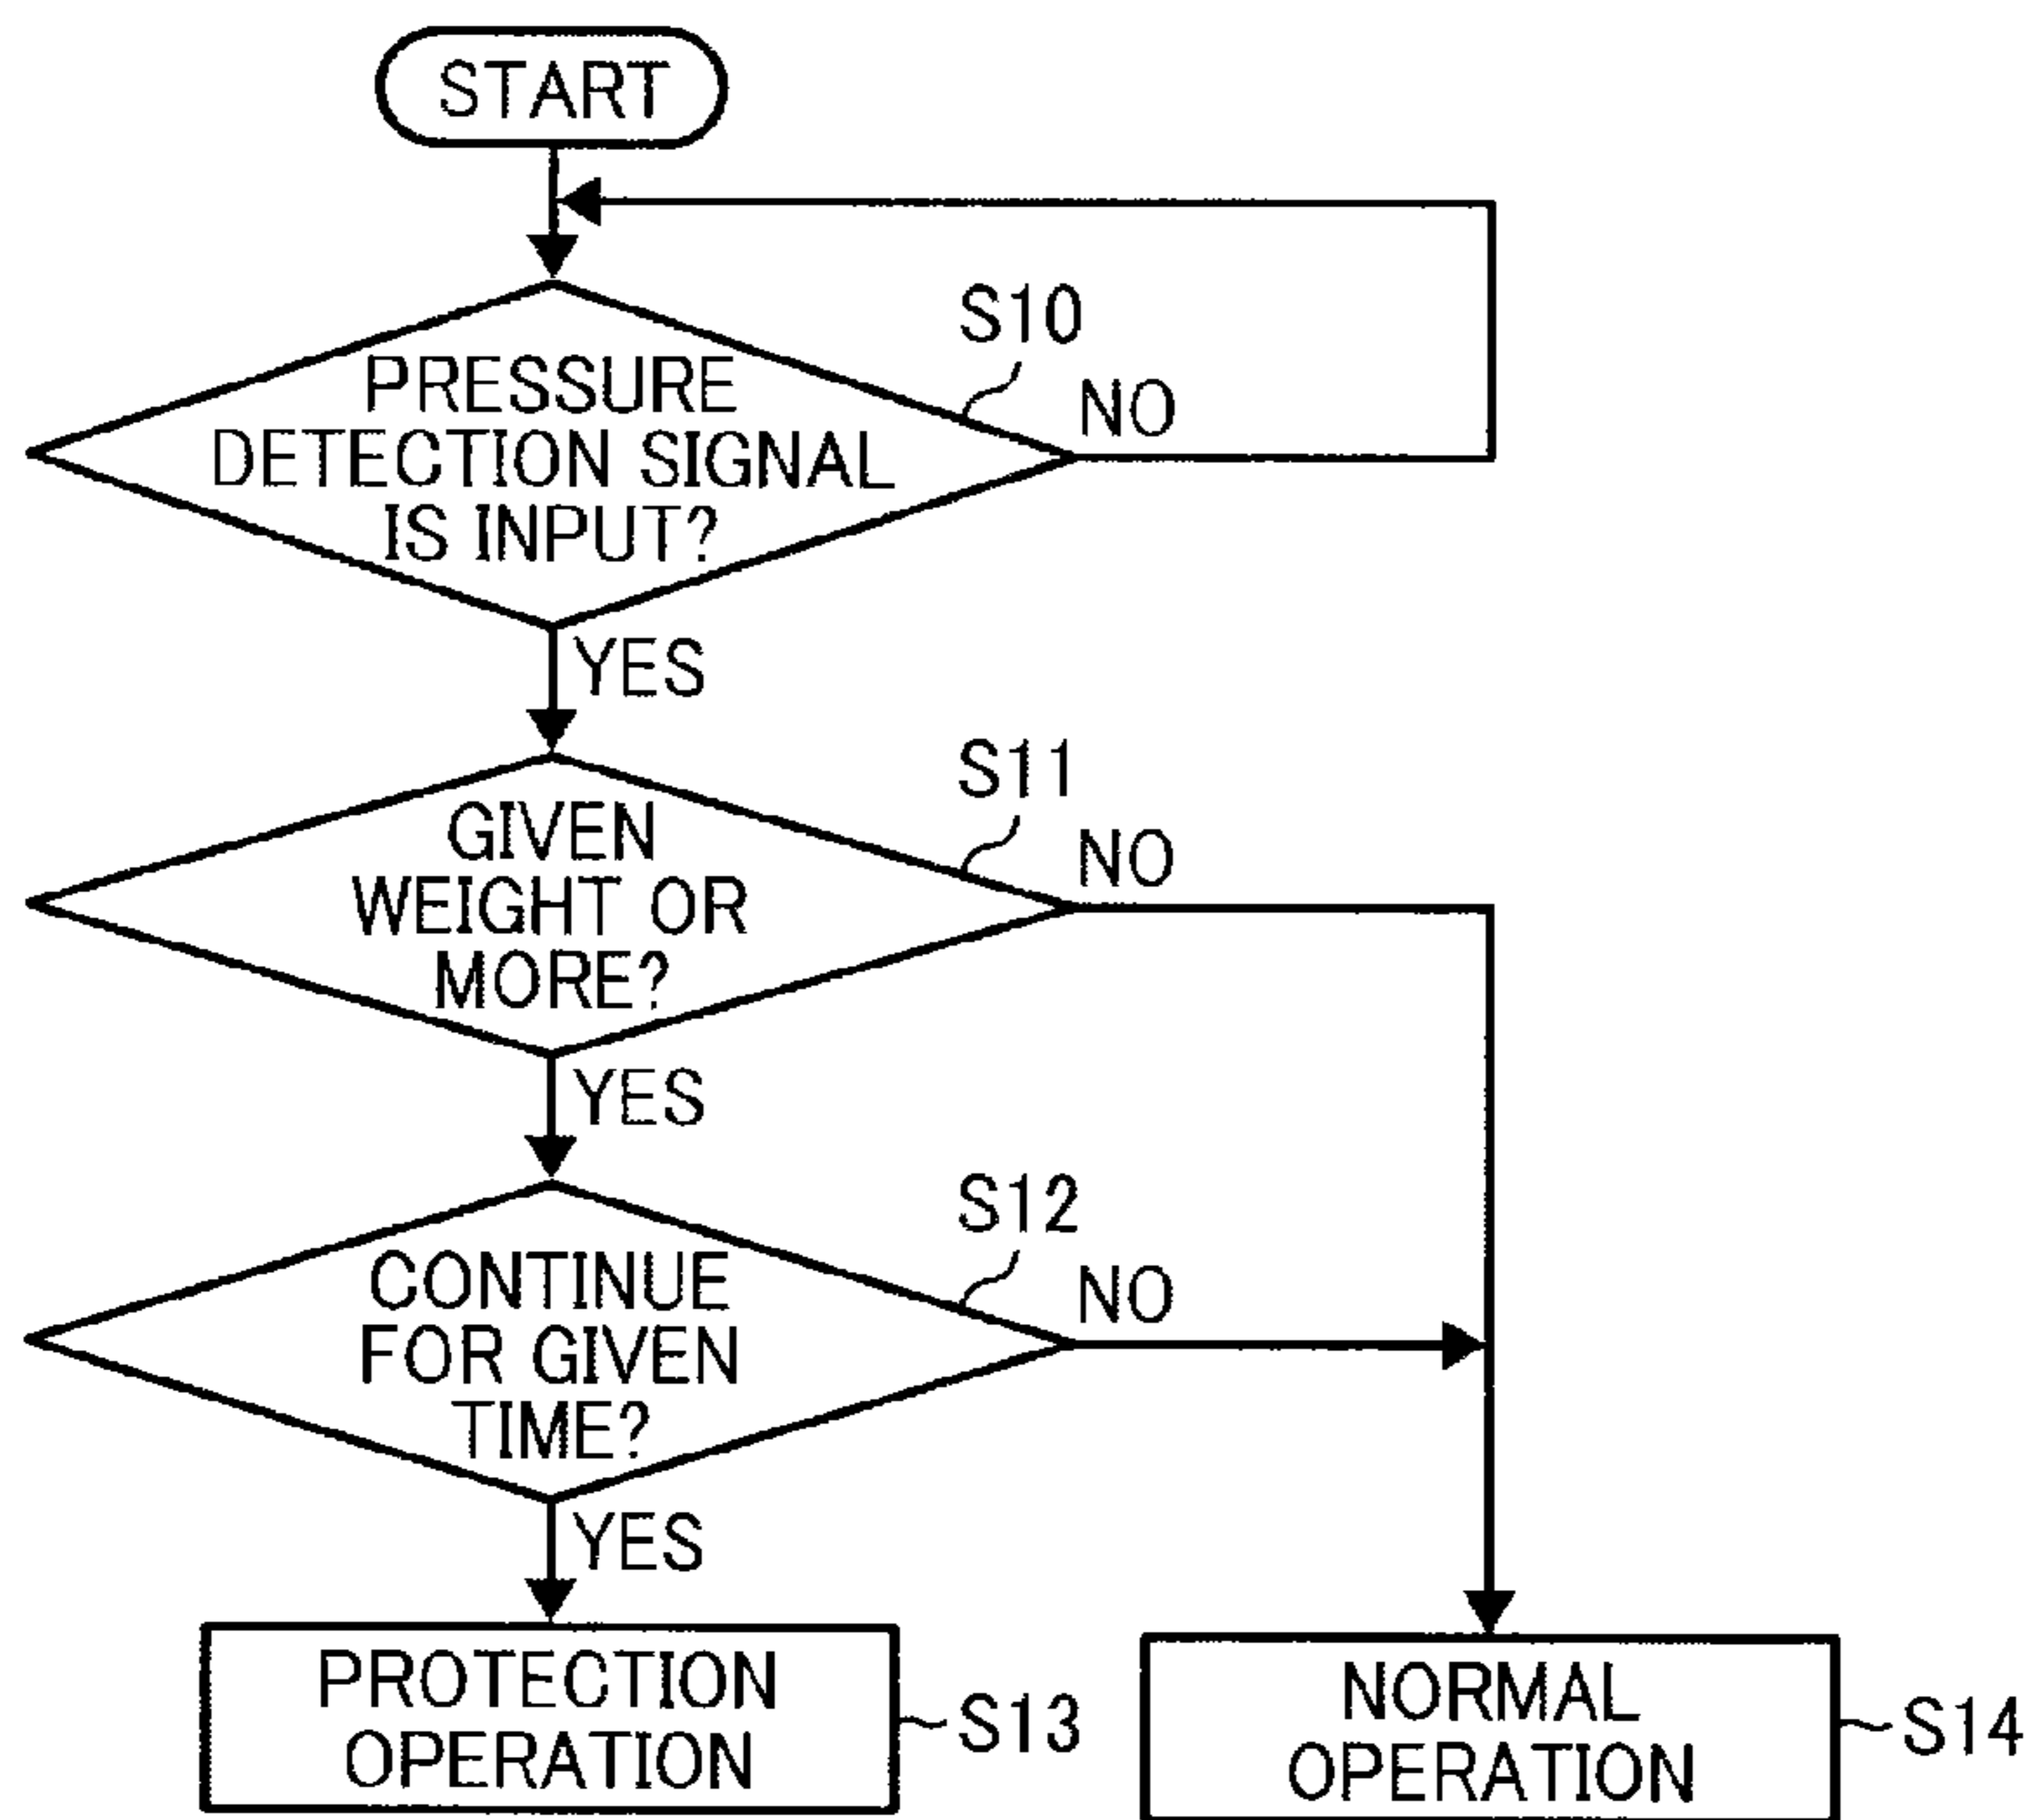 START
S10
PRESSURE
DETECTION SIGNAL
IS INPUT?
NO
YES
S11
GIVEN
WEIGHT OR
MORE?
NO
YES
S12
CONTINUE
FOR GIVEN
TIME?
NO
YES
PROTECTION
OPERATION
S13
NORMAL
OPERATION
S14